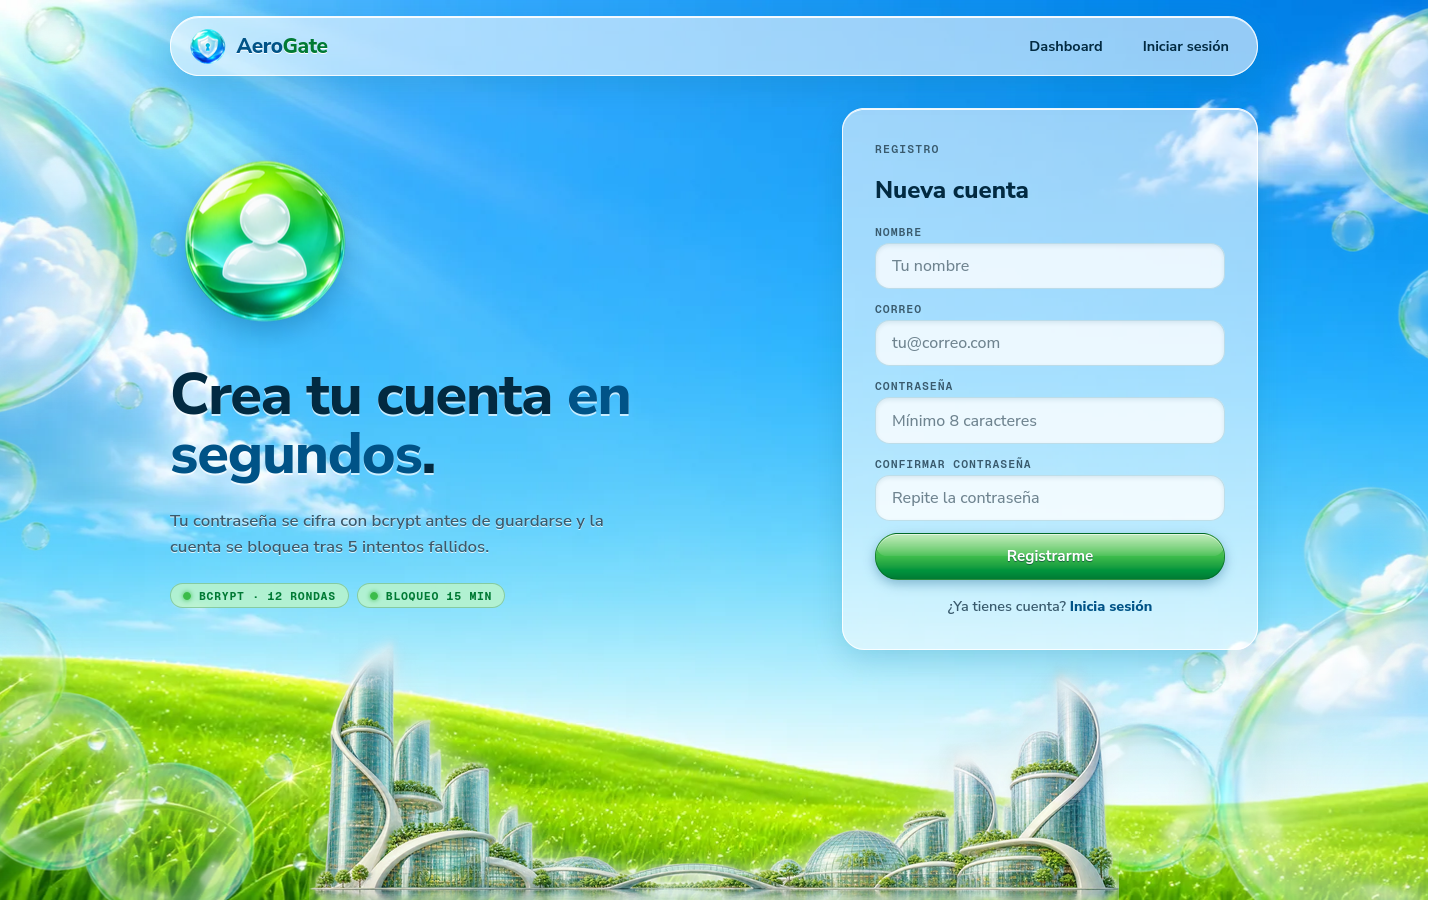 AeroGate
Dashboard
Iniciar sesión
Crea tu cuenta en
segundos.
Tu contraseña se cifra con bcrypt antes de guardarse y la
cuenta se bloquea tras 5 intentos fallidos.
BCRYPT · 12 RONDAS
BLOQUEO 15 MIN
REGISTRO
Nueva cuenta
NOMBRE
Tu nombre
CORREO
tu@correo.com
CONTRASEÑA
Mínimo 8 caracteres
CONFIRMAR CONTRASEÑA
Repite la contraseña
Registrarme
¿Ya tienes cuenta? Inicia sesión